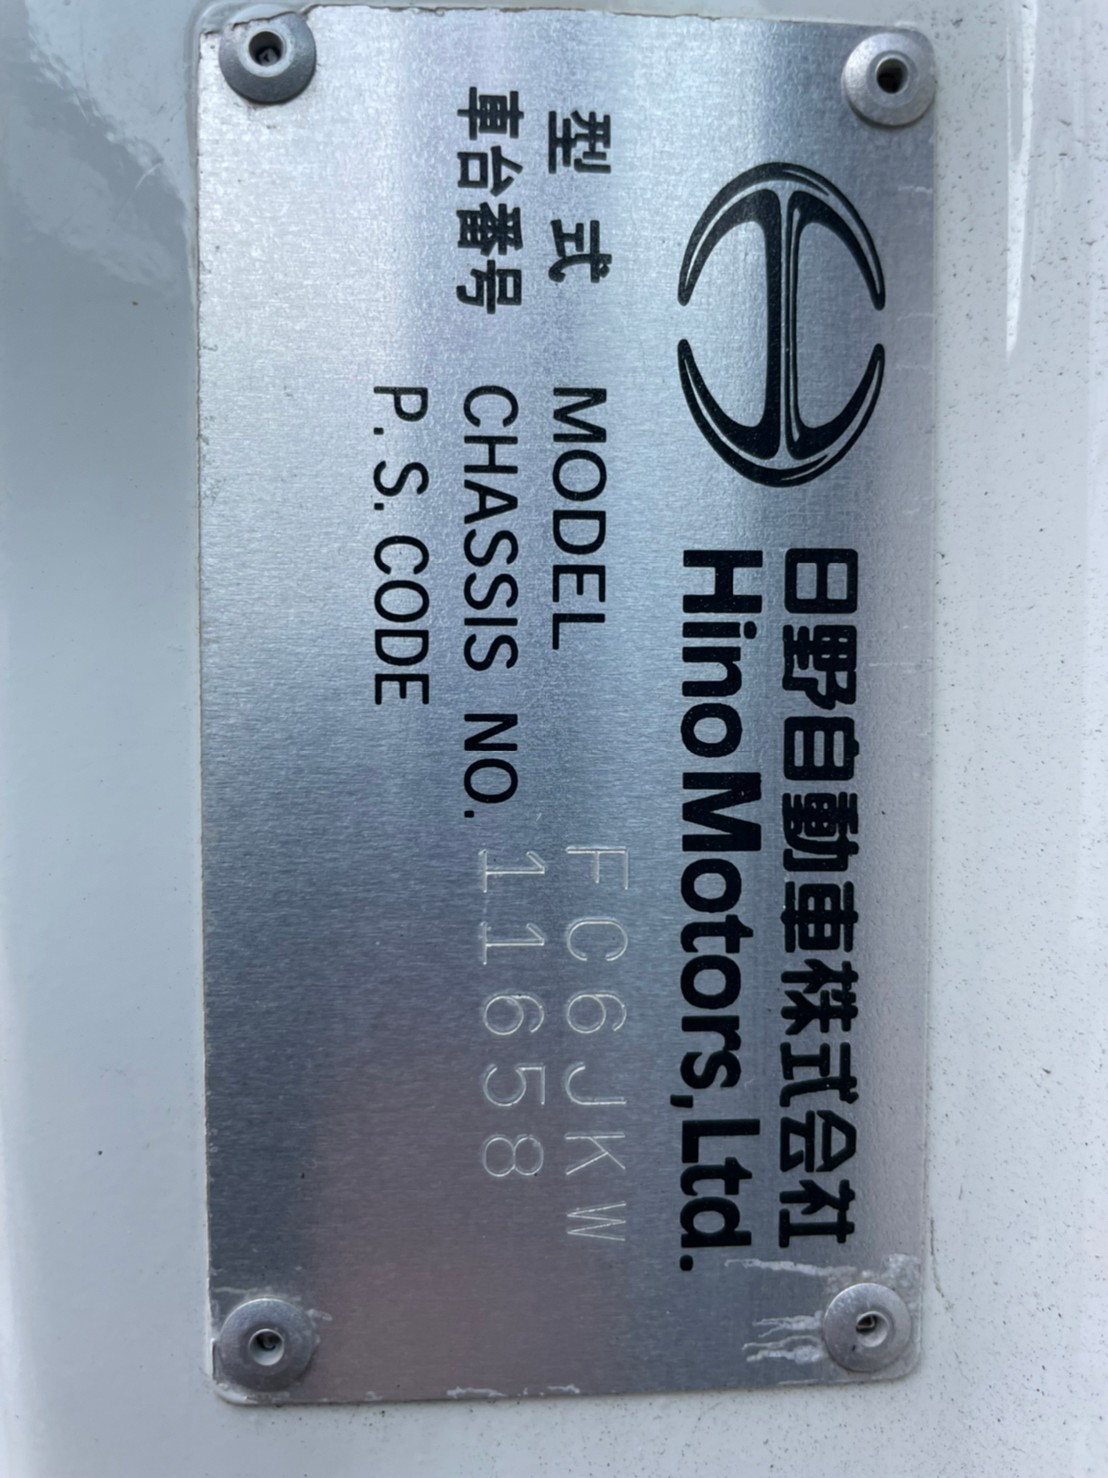 日野自動車株式会社
Hino Motors, Ltd.
型式 MODEL FC6JKW
車台番号 CHASSIS NO. 11658
P. S. CODE